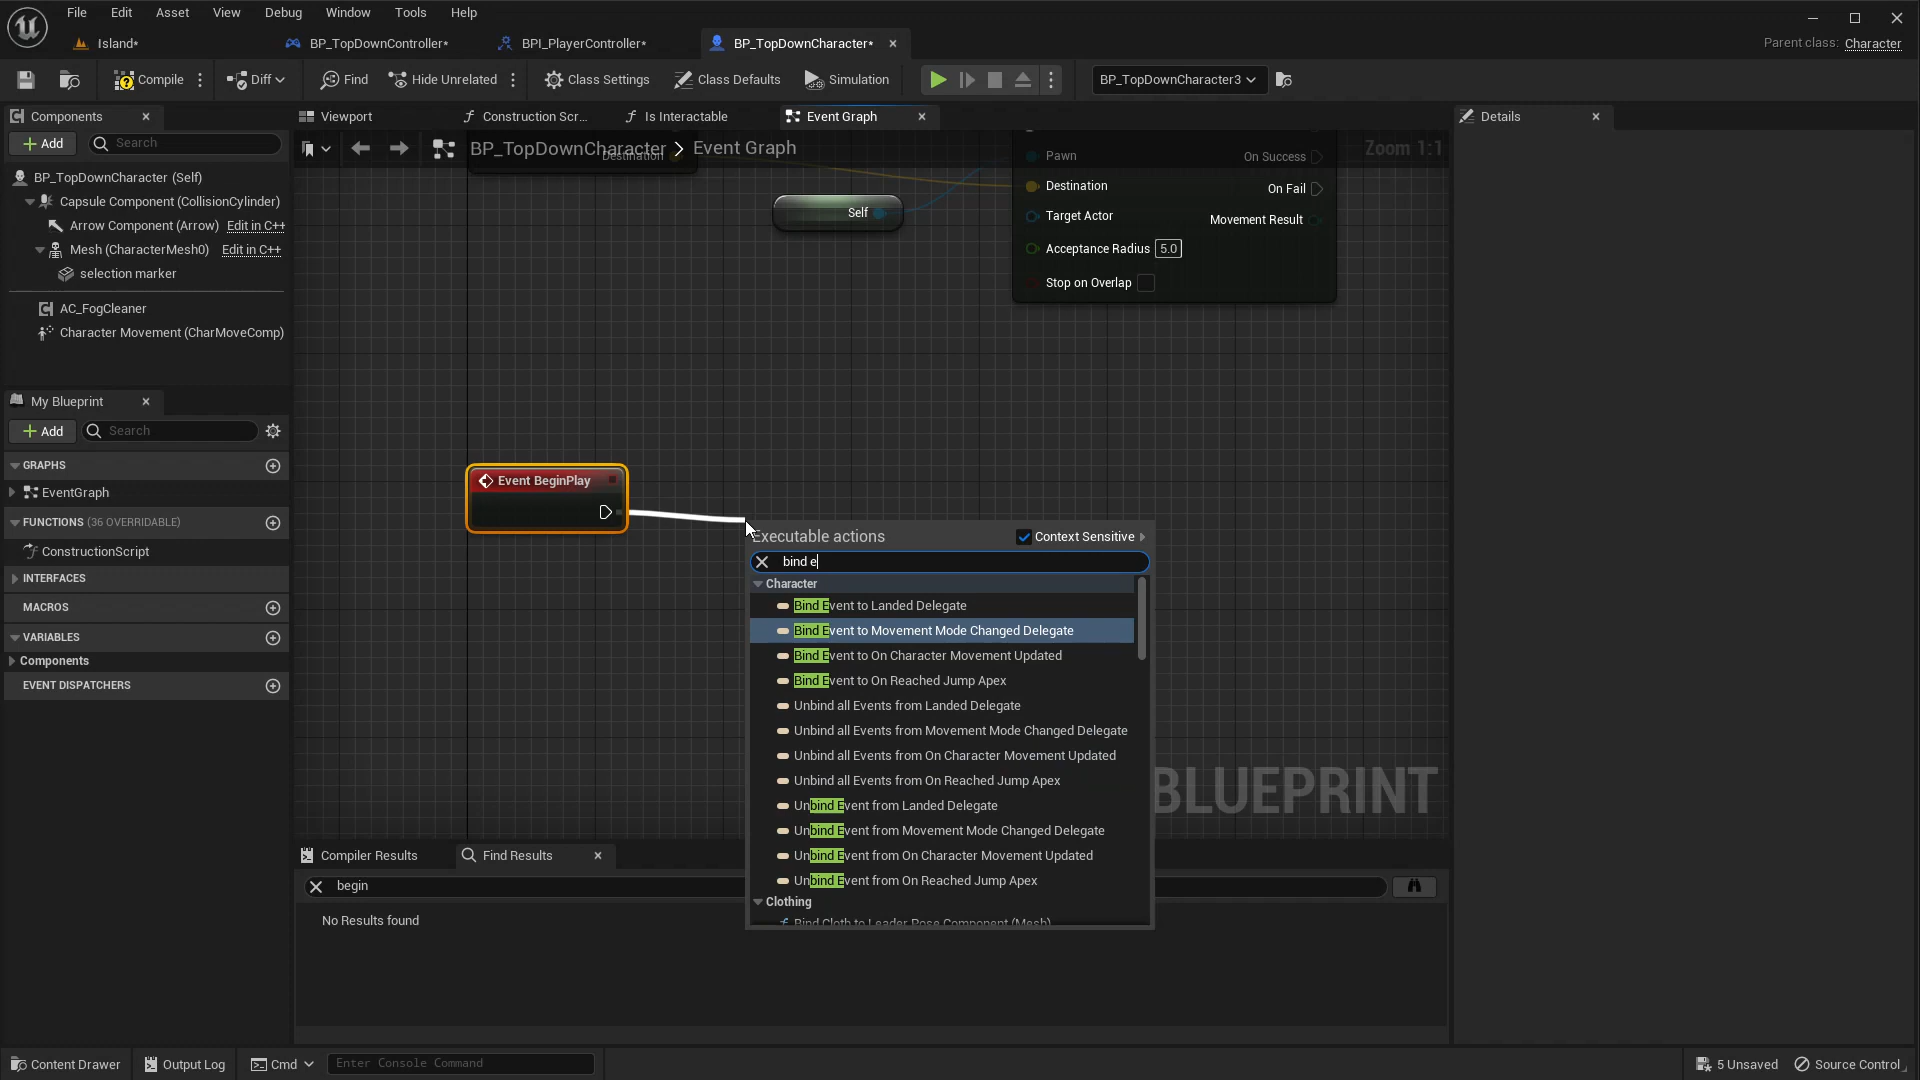 File Edit Asset View Debug Window Tools Help
Island* BP_TopDownController* BPI_PlayerController* BP_TopDownCharacter* Parent class: Character
Compile Diff Find Hide Unrelated Class Settings Class Defaults Simulation BP_TopDownCharacter3
Components Viewport Construction Scr... Is Interactable Event Graph Details
Add Search
BP_TopDownCharacter > Event Graph Zoom 1:1
BP_TopDownCharacter (Self)
Capsule Component (CollisionCylinder)
Arrow Component (Arrow) Edit in C++
Mesh (CharacterMesh0) Edit in C++
selection marker
AC_FogCleaner
Character Movement (CharMoveComp)
My Blueprint
Add Search
GRAPHS
EventGraph
FUNCTIONS (36 OVERRIDABLE)
ConstructionScript
INTERFACES
MACROS
VARIABLES
Components
EVENT DISPATCHERS
Destination
Self
Pawn On Success
Destination On Fail
Target Actor Movement Result
Acceptance Radius 5.0
Stop on Overlap
Event BeginPlay
Executable actions Context Sensitive
bind e
Character
Bind Event to Landed Delegate
Bind Event to Movement Mode Changed Delegate
Bind Event to On Character Movement Updated
Bind Event to On Reached Jump Apex
Unbind all Events from Landed Delegate
Unbind all Events from Movement Mode Changed Delegate
Unbind all Events from On Character Movement Updated
Unbind all Events from On Reached Jump Apex
Unbind Event from Landed Delegate
Unbind Event from Movement Mode Changed Delegate
Unbind Event from On Character Movement Updated
Unbind Event from On Reached Jump Apex
Clothing
Bind Cloth to Leader Pose Component (Mesh)
BLUEPRINT
Compiler Results Find Results
begin
No Results found
Content Drawer Output Log Cmd Enter Console Command 5 Unsaved Source Control